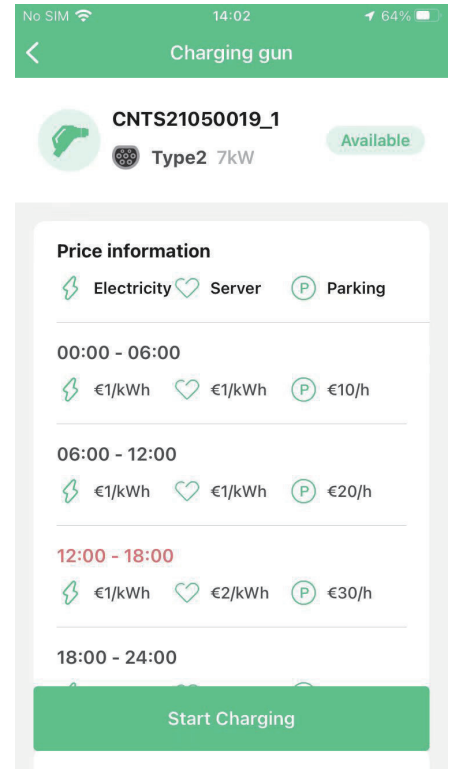 No SIM 14:02 64%
Charging gun
CNTS21050019_1
Type2 7kW
Available
Price information
Electricity Server P Parking
00:00 - 06:00
€1/kWh €1/kWh P €10/h
06:00 - 12:00
€1/kWh €1/kWh P €20/h
12:00 - 18:00
€1/kWh €2/kWh P €30/h
18:00 - 24:00
Start Charging